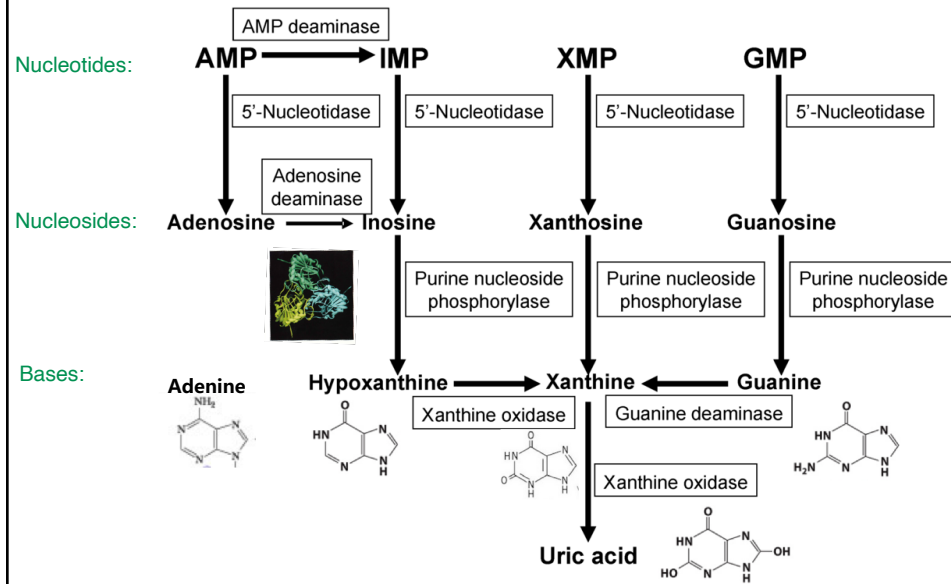 AMP deaminase
Nucleotides:
AMP
IMP
XMP
GMP
5'-Nucleotidase
5'-Nucleotidase
5'-Nucleotidase
5'-Nucleotidase
Adenosine
deaminase
Nucleosides:
Adenosine
Inosine
Xanthosine
Guanosine
Purine nucleoside
phosphorylase
Purine nucleoside
phosphorylase
Purine nucleoside
phosphorylase
Bases:
Adenine
Hypoxanthine
Xanthine
Guanine
Xanthine oxidase
Guanine deaminase
NH₂
N
N
N
N
O
HN
N
N
N
H
O
HN
O
N
H
N
N
H
O
HN
H₂N
N
N
N
H
Xanthine oxidase
Uric acid
O
HN
HO
N
N
N
H
OH